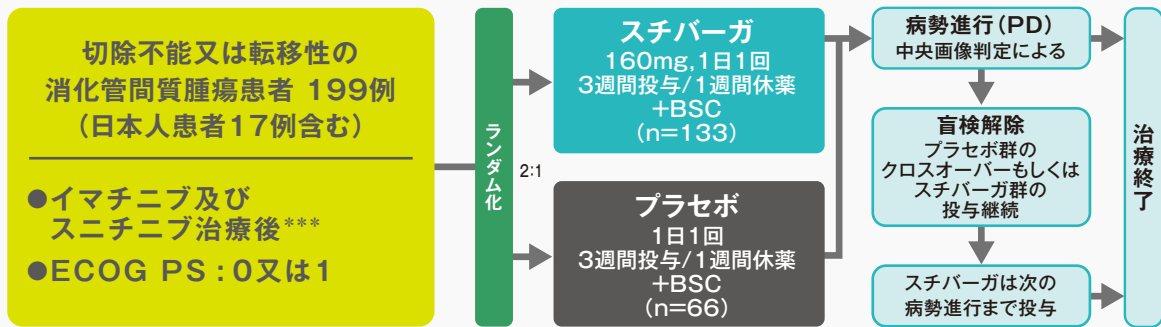 切除不能又は転移性の
消化管間質腫瘍患者 199例
（日本人患者17例含む）
●イマチニブ及び
スニチニブ治療後***
●ECOG PS：0又は1
ランダム化
2:1
スチバーガ
160mg,1日1回
3週間投与/1週間休薬
+BSC
(n=133)
プラセボ
1日1回
3週間投与/1週間休薬
+BSC
(n=66)
病勢進行(PD)
中央画像判定による
盲検解除
プラセボ群の
クロスオーバーもしくは
スチバーガ群の
投与継続
スチバーガは次の
病勢進行まで投与
治療終了